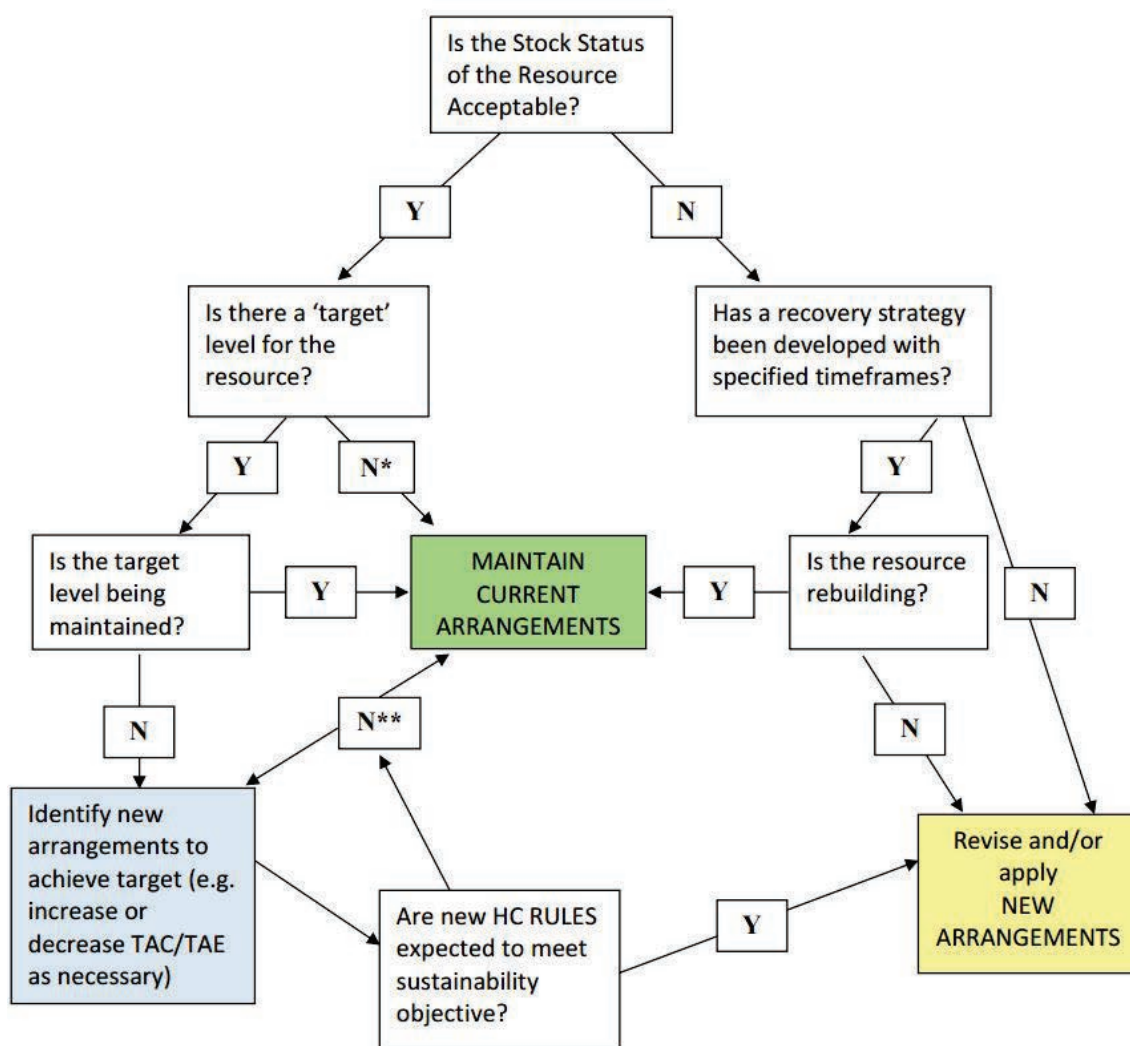 Is the Stock Status
of the Resource
Acceptable?
Y
N
Is there a ‘target’
level for the
resource?
Has a recovery strategy
been developed with
specified timeframes?
Y
N*
Y
N
Is the target
level being
maintained?
Y
MAINTAIN
CURRENT
ARRANGEMENTS
Y
Is the resource
rebuilding?
N
N**
N
Identify new
arrangements to
achieve target (e.g.
increase or
decrease TAC/TAE
as necessary)
Are new HC RULES
expected to meet
sustainability
objective?
Y
Revise and/or
apply
NEW
ARRANGEMENTS